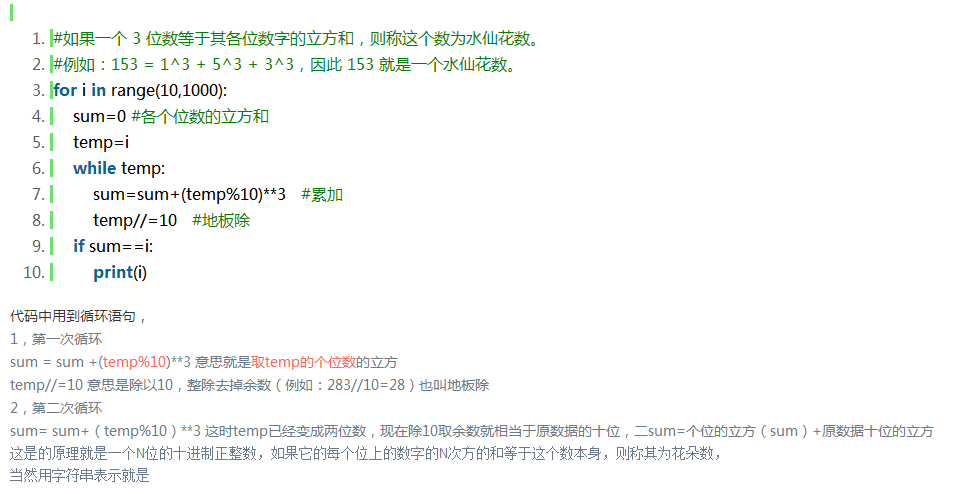 1. #如果一个 3 位数等于其各位数字的立方和，则称这个数为水仙花数。
2. #例如：153 = 1^3 + 5^3 + 3^3，因此 153 就是一个水仙花数。
3. for i in range(10,1000):
4. sum=0 #各个位数的立方和
5. temp=i
6. while temp:
7. sum=sum+(temp%10)**3 #累加
8. temp//=10 #地板除
9. if sum==i:
10. print(i)
代码中用到循环语句，
1，第一次循环
sum = sum +(temp%10)**3 意思就是取temp的个位数的立方
temp//=10 意思是除以10，整除去掉余数（例如：283//10=28）也叫地板除
2，第二次循环
sum= sum+（temp%10）**3 这时temp已经变成两位数，现在除10取余数就相当于原数据的十位，二sum=个位的立方（sum）+原数据十位的立方
这是的原理就是一个N位的十进制正整数，如果它的每个位上的数字的N次方的和等于这个数本身，则称其为花朵数，
当然用字符串表示就是